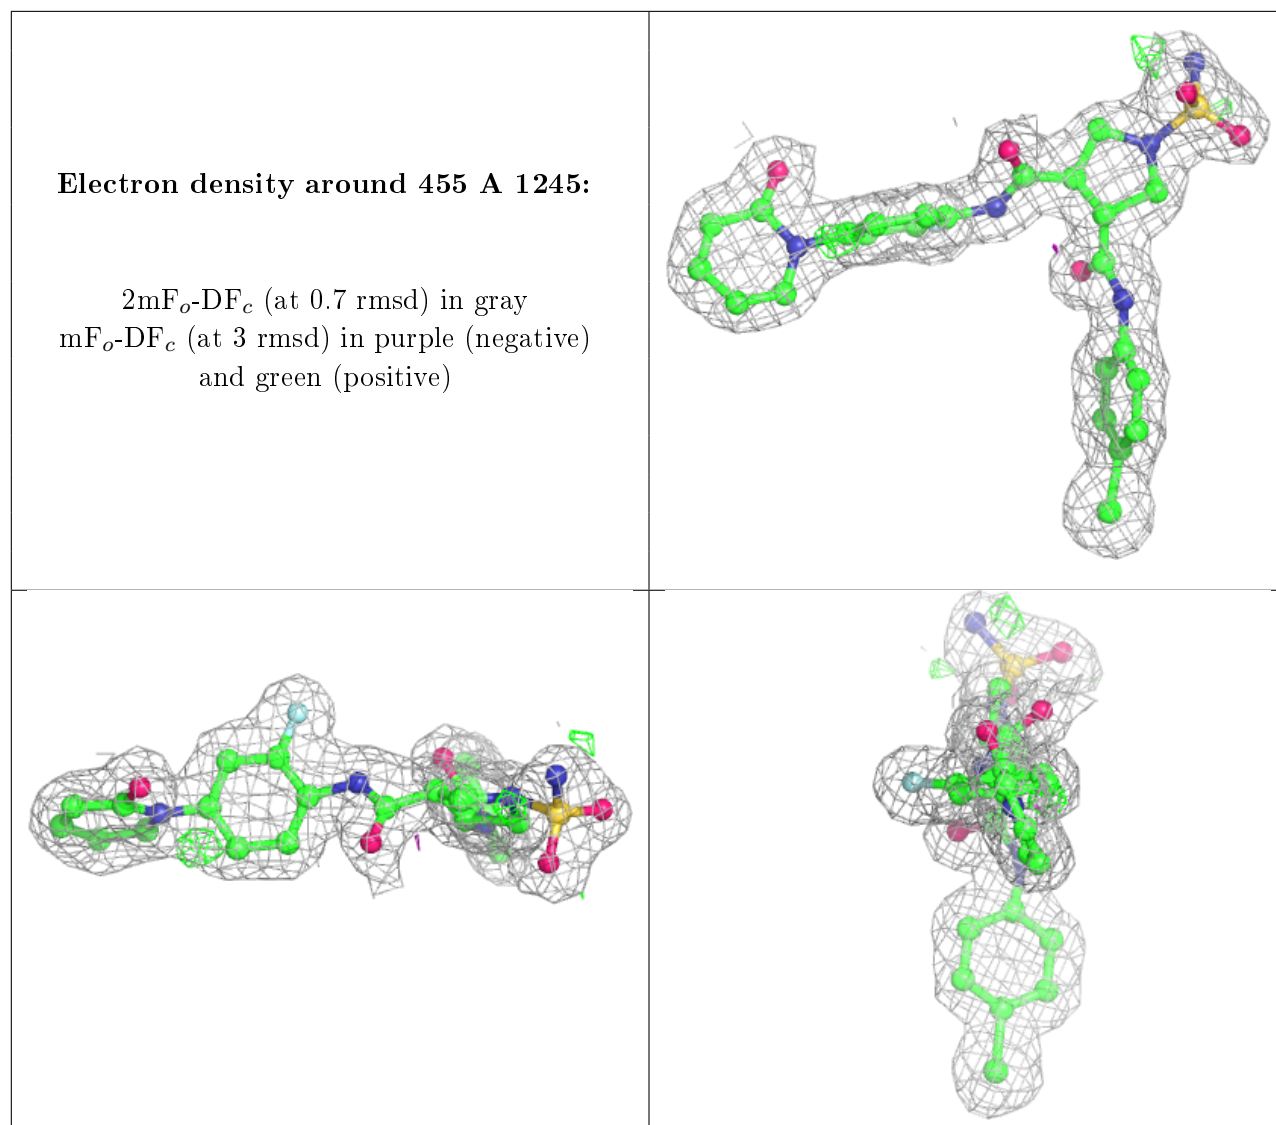 Electron density around 455 A 1245:
2mFo-DFc (at 0.7 rmsd) in gray
mFo-DFc (at 3 rmsd) in purple (negative)
and green (positive)